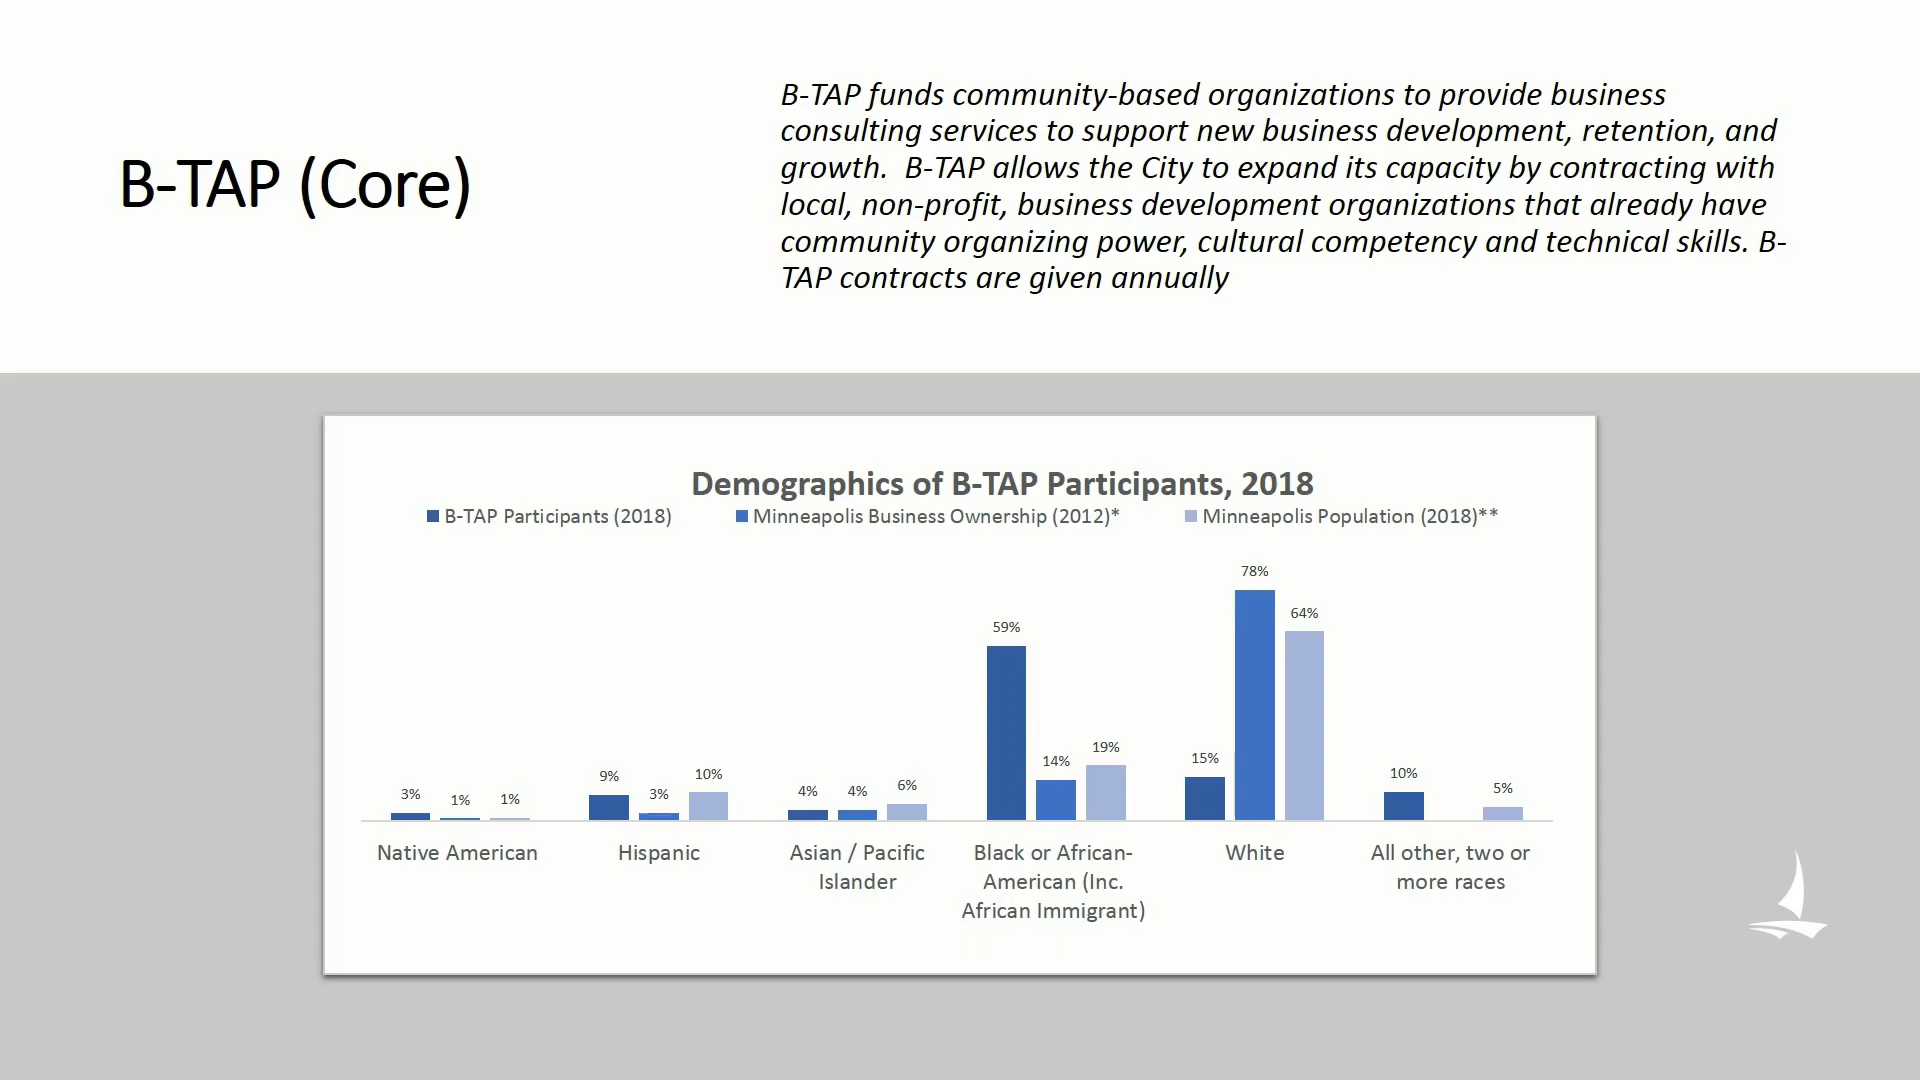 B-TAP (Core)
B-TAP funds community-based organizations to provide business
consulting services to support new business development, retention, and
growth.  B-TAP allows the City to expand its capacity by contracting with
local, non-profit, business development organizations that already have
community organizing power, cultural competency and technical skills. B-
TAP contracts are given annually
Demographics of B-TAP Participants, 2018
B-TAP Participants (2018) Minneapolis Business Ownership (2012)* Minneapolis Population (2018)**
3% 1% 1%
9% 3% 10%
4% 4% 6%
59% 14% 19%
15% 78% 64%
10% 5%
Native American
Hispanic
Asian / Pacific
Islander
Black or African-
American (Inc.
African Immigrant)
White
All other, two or
more races